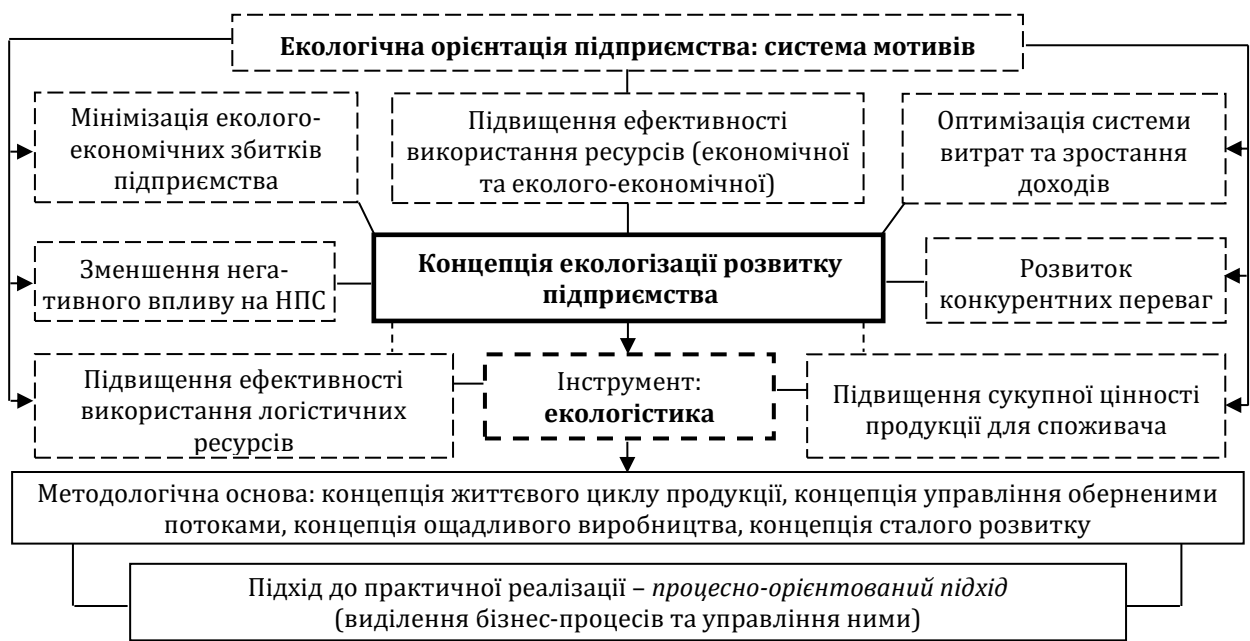 Екологічна орієнтація підприємства: система мотивів
Мінімізація еколого-
економічних збитків
підприємства
Підвищення ефективності
використання ресурсів (економічної
та еколого-економічної)
Оптимізація системи
витрат та зростання
доходів
Зменшення нега-
тивного впливу на НПС
Концепція екологізації розвитку
підприємства
Розвиток
конкурентних переваг
Підвищення ефективності
використання логістичних
ресурсів
Інструмент:
екологістика
Підвищення сукупної цінності
продукції для споживача
Методологічна основа: концепція життєвого циклу продукції, концепція управління оберненими
потоками, концепція ощадливого виробництва, концепція сталого розвитку
Підхід до практичної реалізації – процесно-орієнтований підхід
(виділення бізнес-процесів та управління ними)